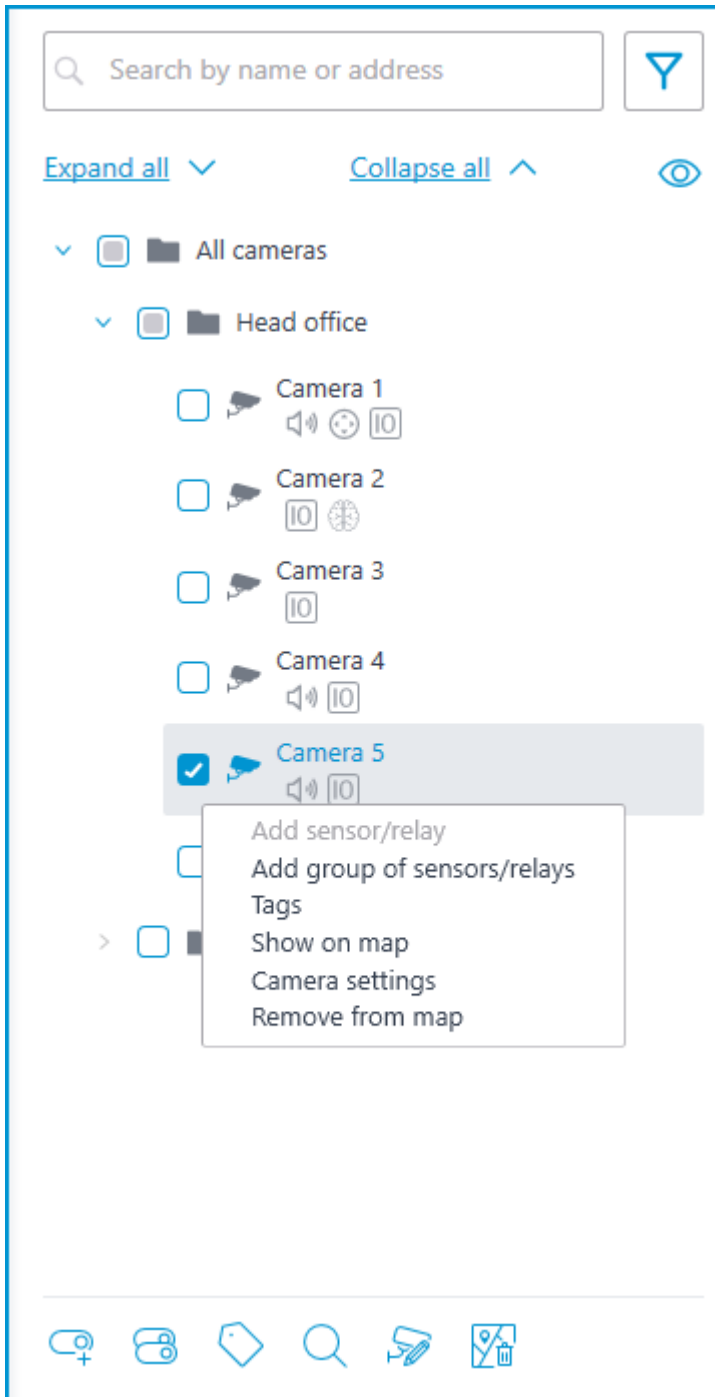 Search by name or address
Expand all
Collapse all
All cameras
Head office
Camera 1
IO
Camera 2
IO
Camera 3
IO
Camera 4
IO
Camera 5
IO
Add sensor/relay
Add group of sensors/relays
Tags
Show on map
Camera settings
Remove from map